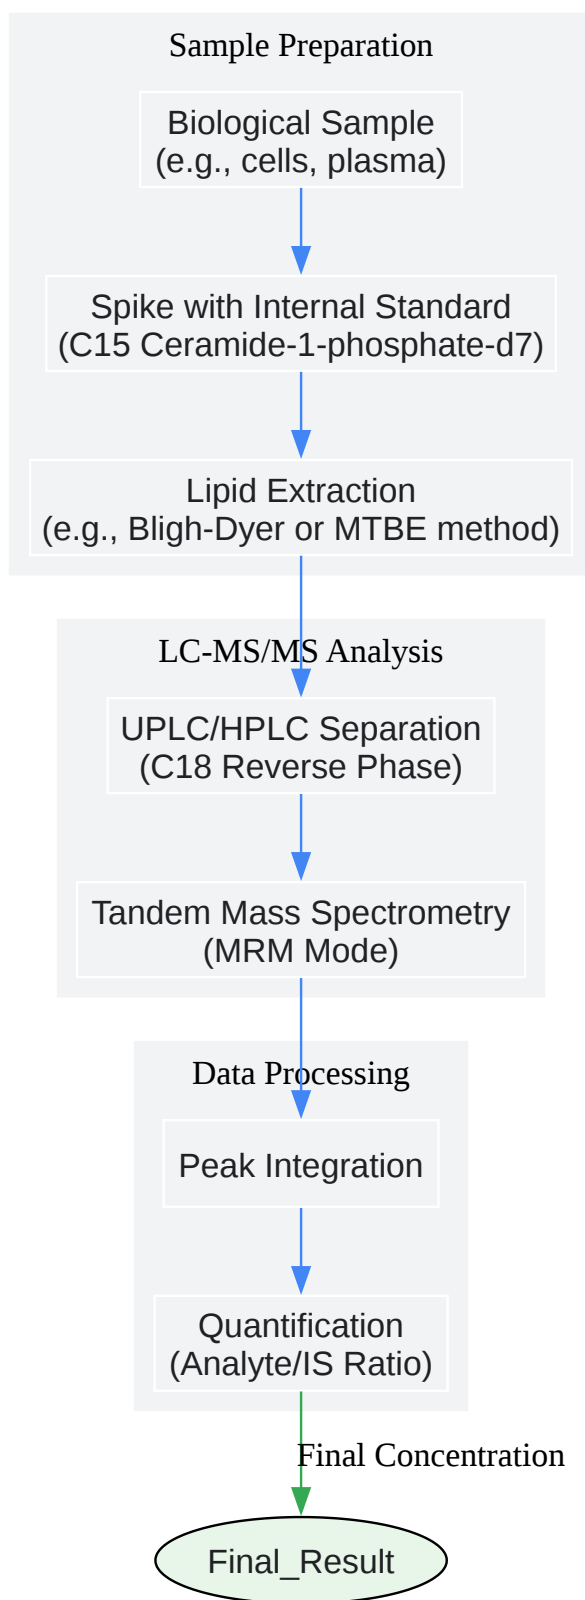 Sample Preparation
Biological Sample
(e.g., cells, plasma)
Spike with Internal Standard
(C15 Ceramide-1-phosphate-d7)
Lipid Extraction
(e.g., Bligh-Dyer or MTBE method)
LC-MS/MS Analysis
UPLC/HPLC Separation
(C18 Reverse Phase)
Tandem Mass Spectrometry
(MRM Mode)
Data Processing
Peak Integration
Quantification
(Analyte/IS Ratio)
Final Concentration
Final_Result